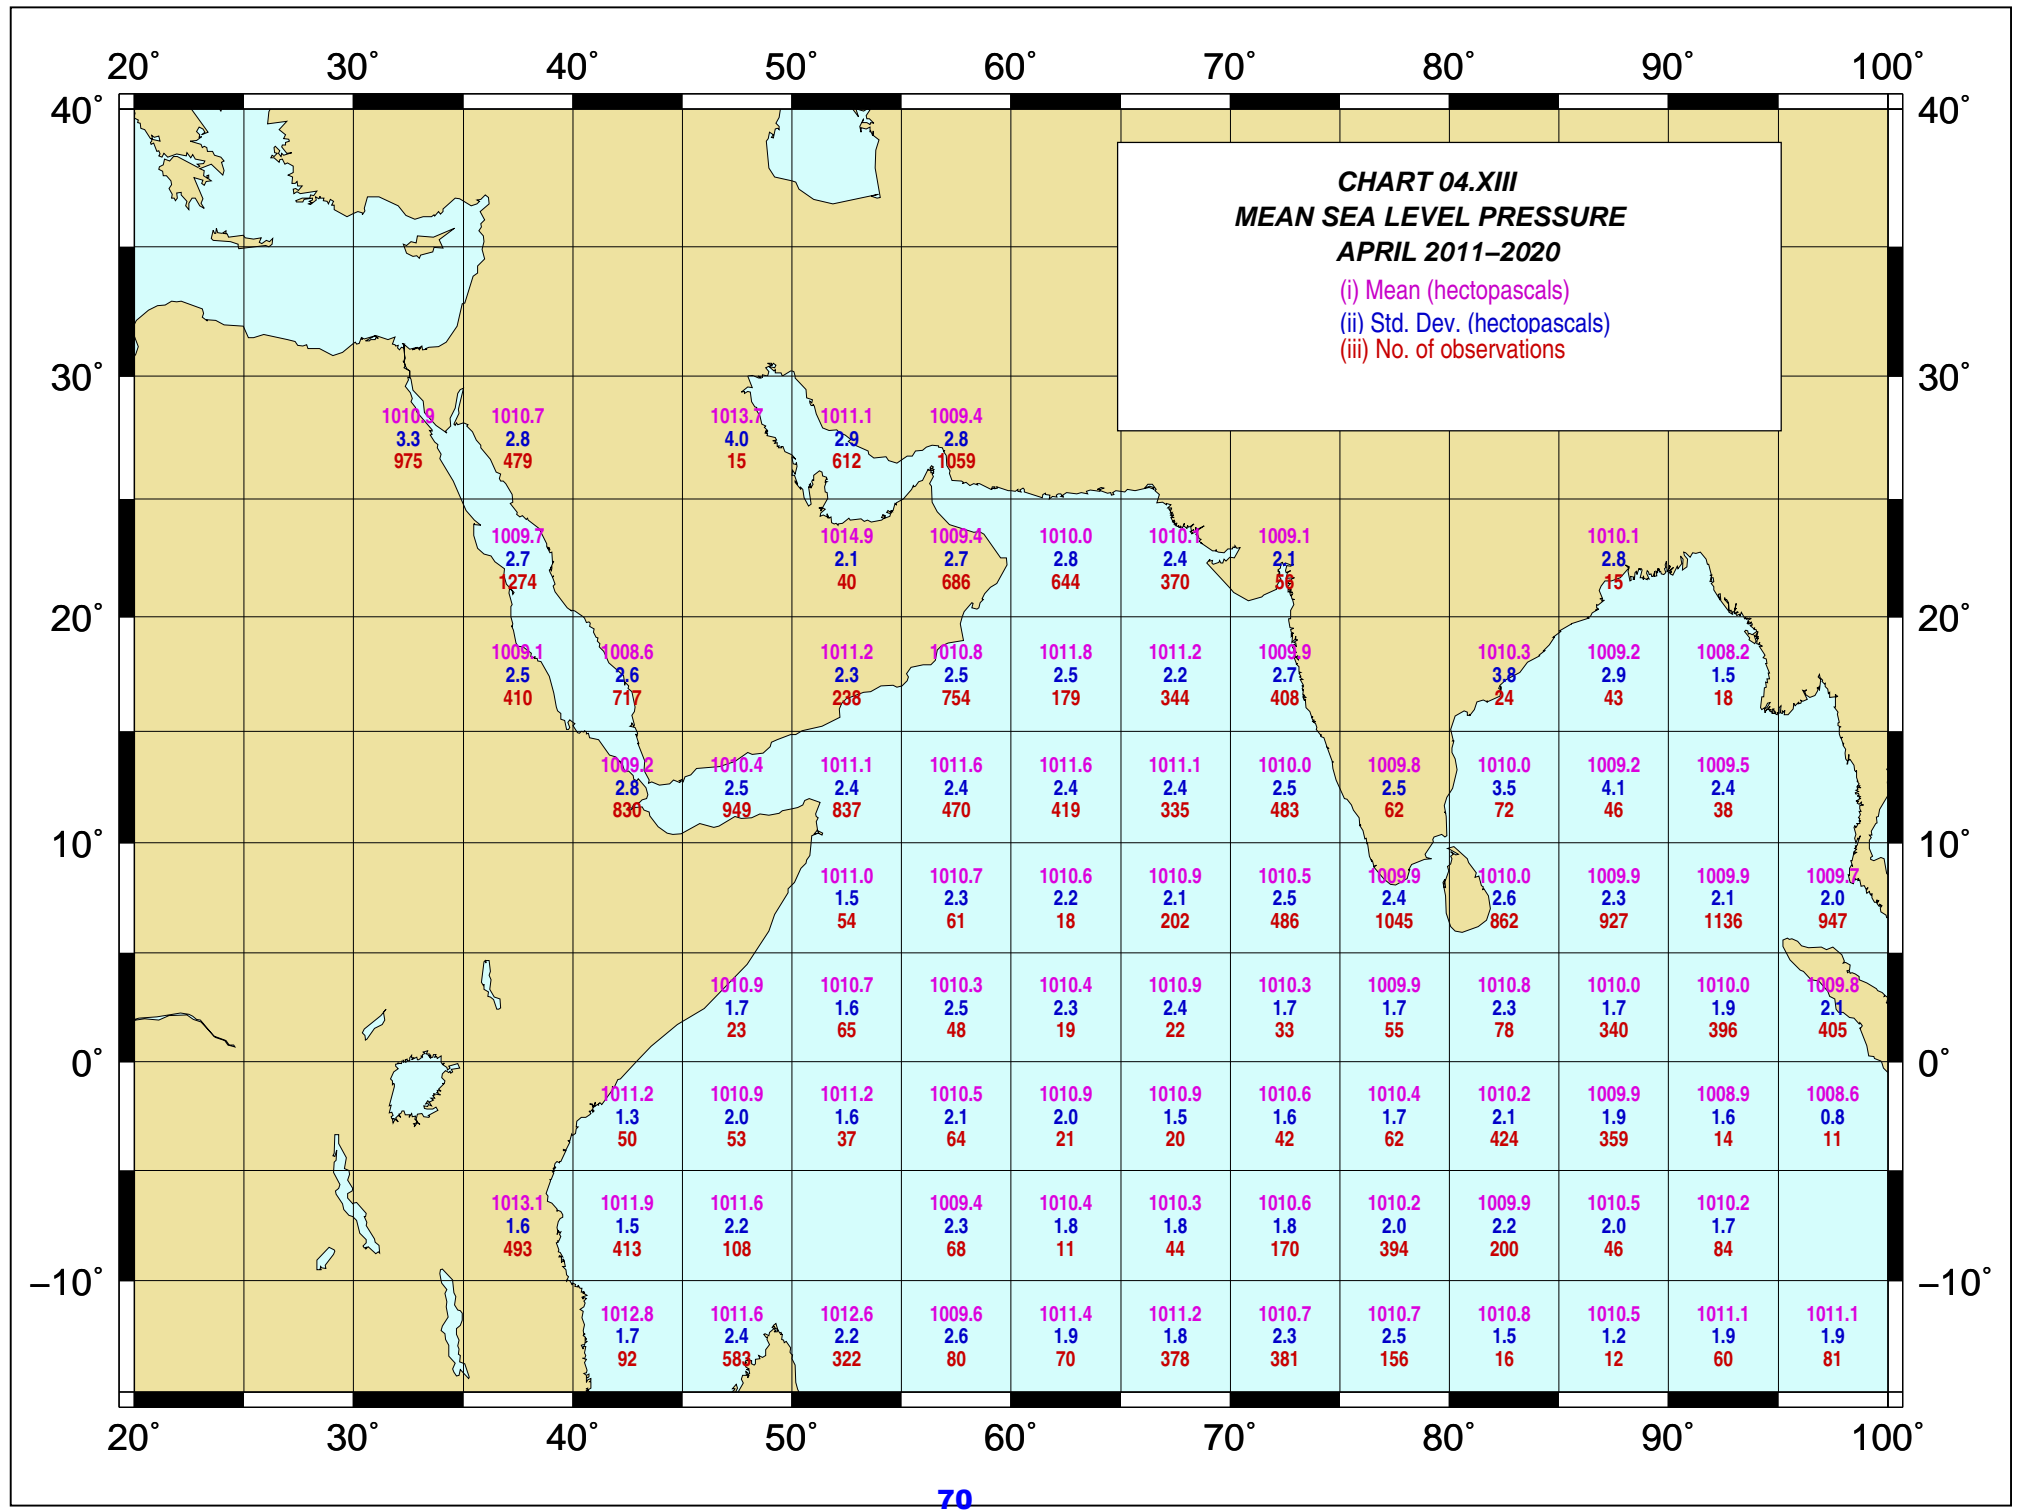 20° 30° 40° 50° 60° 70° 80° 90° 100°
40° 40°
CHART 04.XIII
MEAN SEA LEVEL PRESSURE
APRIL 2011–2020
(i) Mean (hectopascals)
(ii) Std. Dev. (hectopascals)
(iii) No. of observations
30° 30°
1010.9 1010.7 1013.7 1011.1 1009.4
3.3 2.8 4.0 2.9 2.8
975 479 15 612 1059
1009.7 1014.9 1009.4 1010.0 1010.1 1009.1 1010.1
2.7 2.1 2.7 2.8 2.4 2.1 2.8
1274 40 686 644 370 56 15
20° 20°
1009.1 1008.6 1011.2 1010.8 1011.8 1011.2 1009.9 1010.3 1009.2 1008.2
2.5 2.6 2.3 2.5 2.5 2.2 2.7 3.8 2.9 1.5
410 717 238 754 179 344 408 24 43 18
1009.2 1010.4 1011.1 1011.6 1011.6 1011.1 1010.0 1009.8 1010.0 1009.2 1009.5
2.8 2.5 2.4 2.4 2.4 2.4 2.5 2.5 3.5 4.1 2.4
830 949 837 470 419 335 483 62 72 46 38
10° 10°
1011.0 1010.7 1010.6 1010.9 1010.5 1009.9 1010.0 1009.9 1009.9 1009.7
1.5 2.3 2.2 2.1 2.5 2.4 2.6 2.3 2.1 2.0
54 61 18 202 486 1045 862 927 1136 947
1010.9 1010.7 1010.3 1010.4 1010.9 1010.3 1009.9 1010.8 1010.0 1010.0 1009.8
1.7 1.6 2.5 2.3 2.4 1.7 1.7 2.3 1.7 1.9 2.1
23 65 48 19 22 33 55 78 340 396 405
0° 0°
1011.2 1010.9 1011.2 1010.5 1010.9 1010.9 1010.6 1010.4 1010.2 1009.9 1008.9 1008.6
1.3 2.0 1.6 2.1 2.0 1.5 1.6 1.7 2.1 1.9 1.6 0.8
50 53 37 64 21 20 42 62 424 359 14 11
1013.1 1011.9 1011.6 1009.4 1010.4 1010.3 1010.6 1010.2 1009.9 1010.5 1010.2
1.6 1.5 2.2 2.3 1.8 1.8 1.8 2.0 2.2 2.0 1.7
493 413 108 68 11 44 170 394 200 46 84
–10° –10°
1012.8 1011.6 1012.6 1009.6 1011.4 1011.2 1010.7 1010.7 1010.8 1010.5 1011.1 1011.1
1.7 2.4 2.2 2.6 1.9 1.8 2.3 2.5 1.5 1.2 1.9 1.9
92 583 322 80 70 378 381 156 16 12 60 81
20° 30° 40° 50° 60° 70° 80° 90° 100°
70